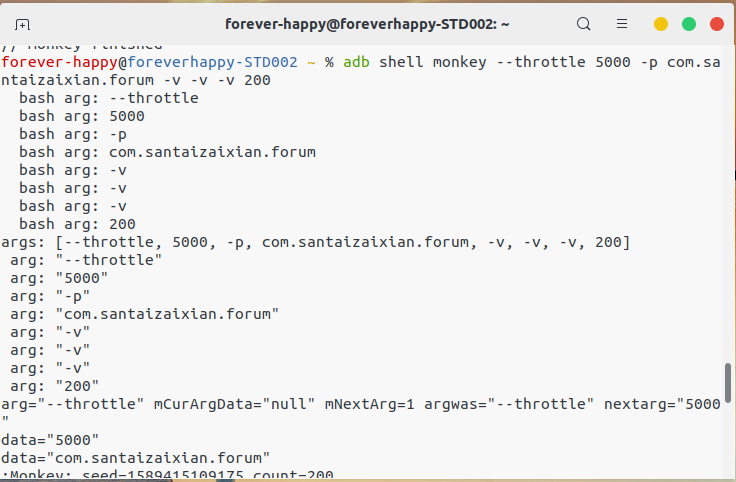 forever-happy@foreverhappy-STD002: ~
// Monkey finished
forever-happy@foreverhappy-STD002 ~ % adb shell monkey --throttle 5000 -p com.sa
ntaizaixian.forum -v -v -v 200
  bash arg: --throttle
  bash arg: 5000
  bash arg: -p
  bash arg: com.santaizaixian.forum
  bash arg: -v
  bash arg: -v
  bash arg: -v
  bash arg: 200
args: [--throttle, 5000, -p, com.santaizaixian.forum, -v, -v, -v, 200]
 arg: "--throttle"
 arg: "5000"
 arg: "-p"
 arg: "com.santaizaixian.forum"
 arg: "-v"
 arg: "-v"
 arg: "-v"
 arg: "200"
arg="--throttle" mCurArgData="null" mNextArg=1 argwas="--throttle" nextarg="5000
"
data="5000"
data="com.santaizaixian.forum"
:Monkey: seed=1589415109175 count=200